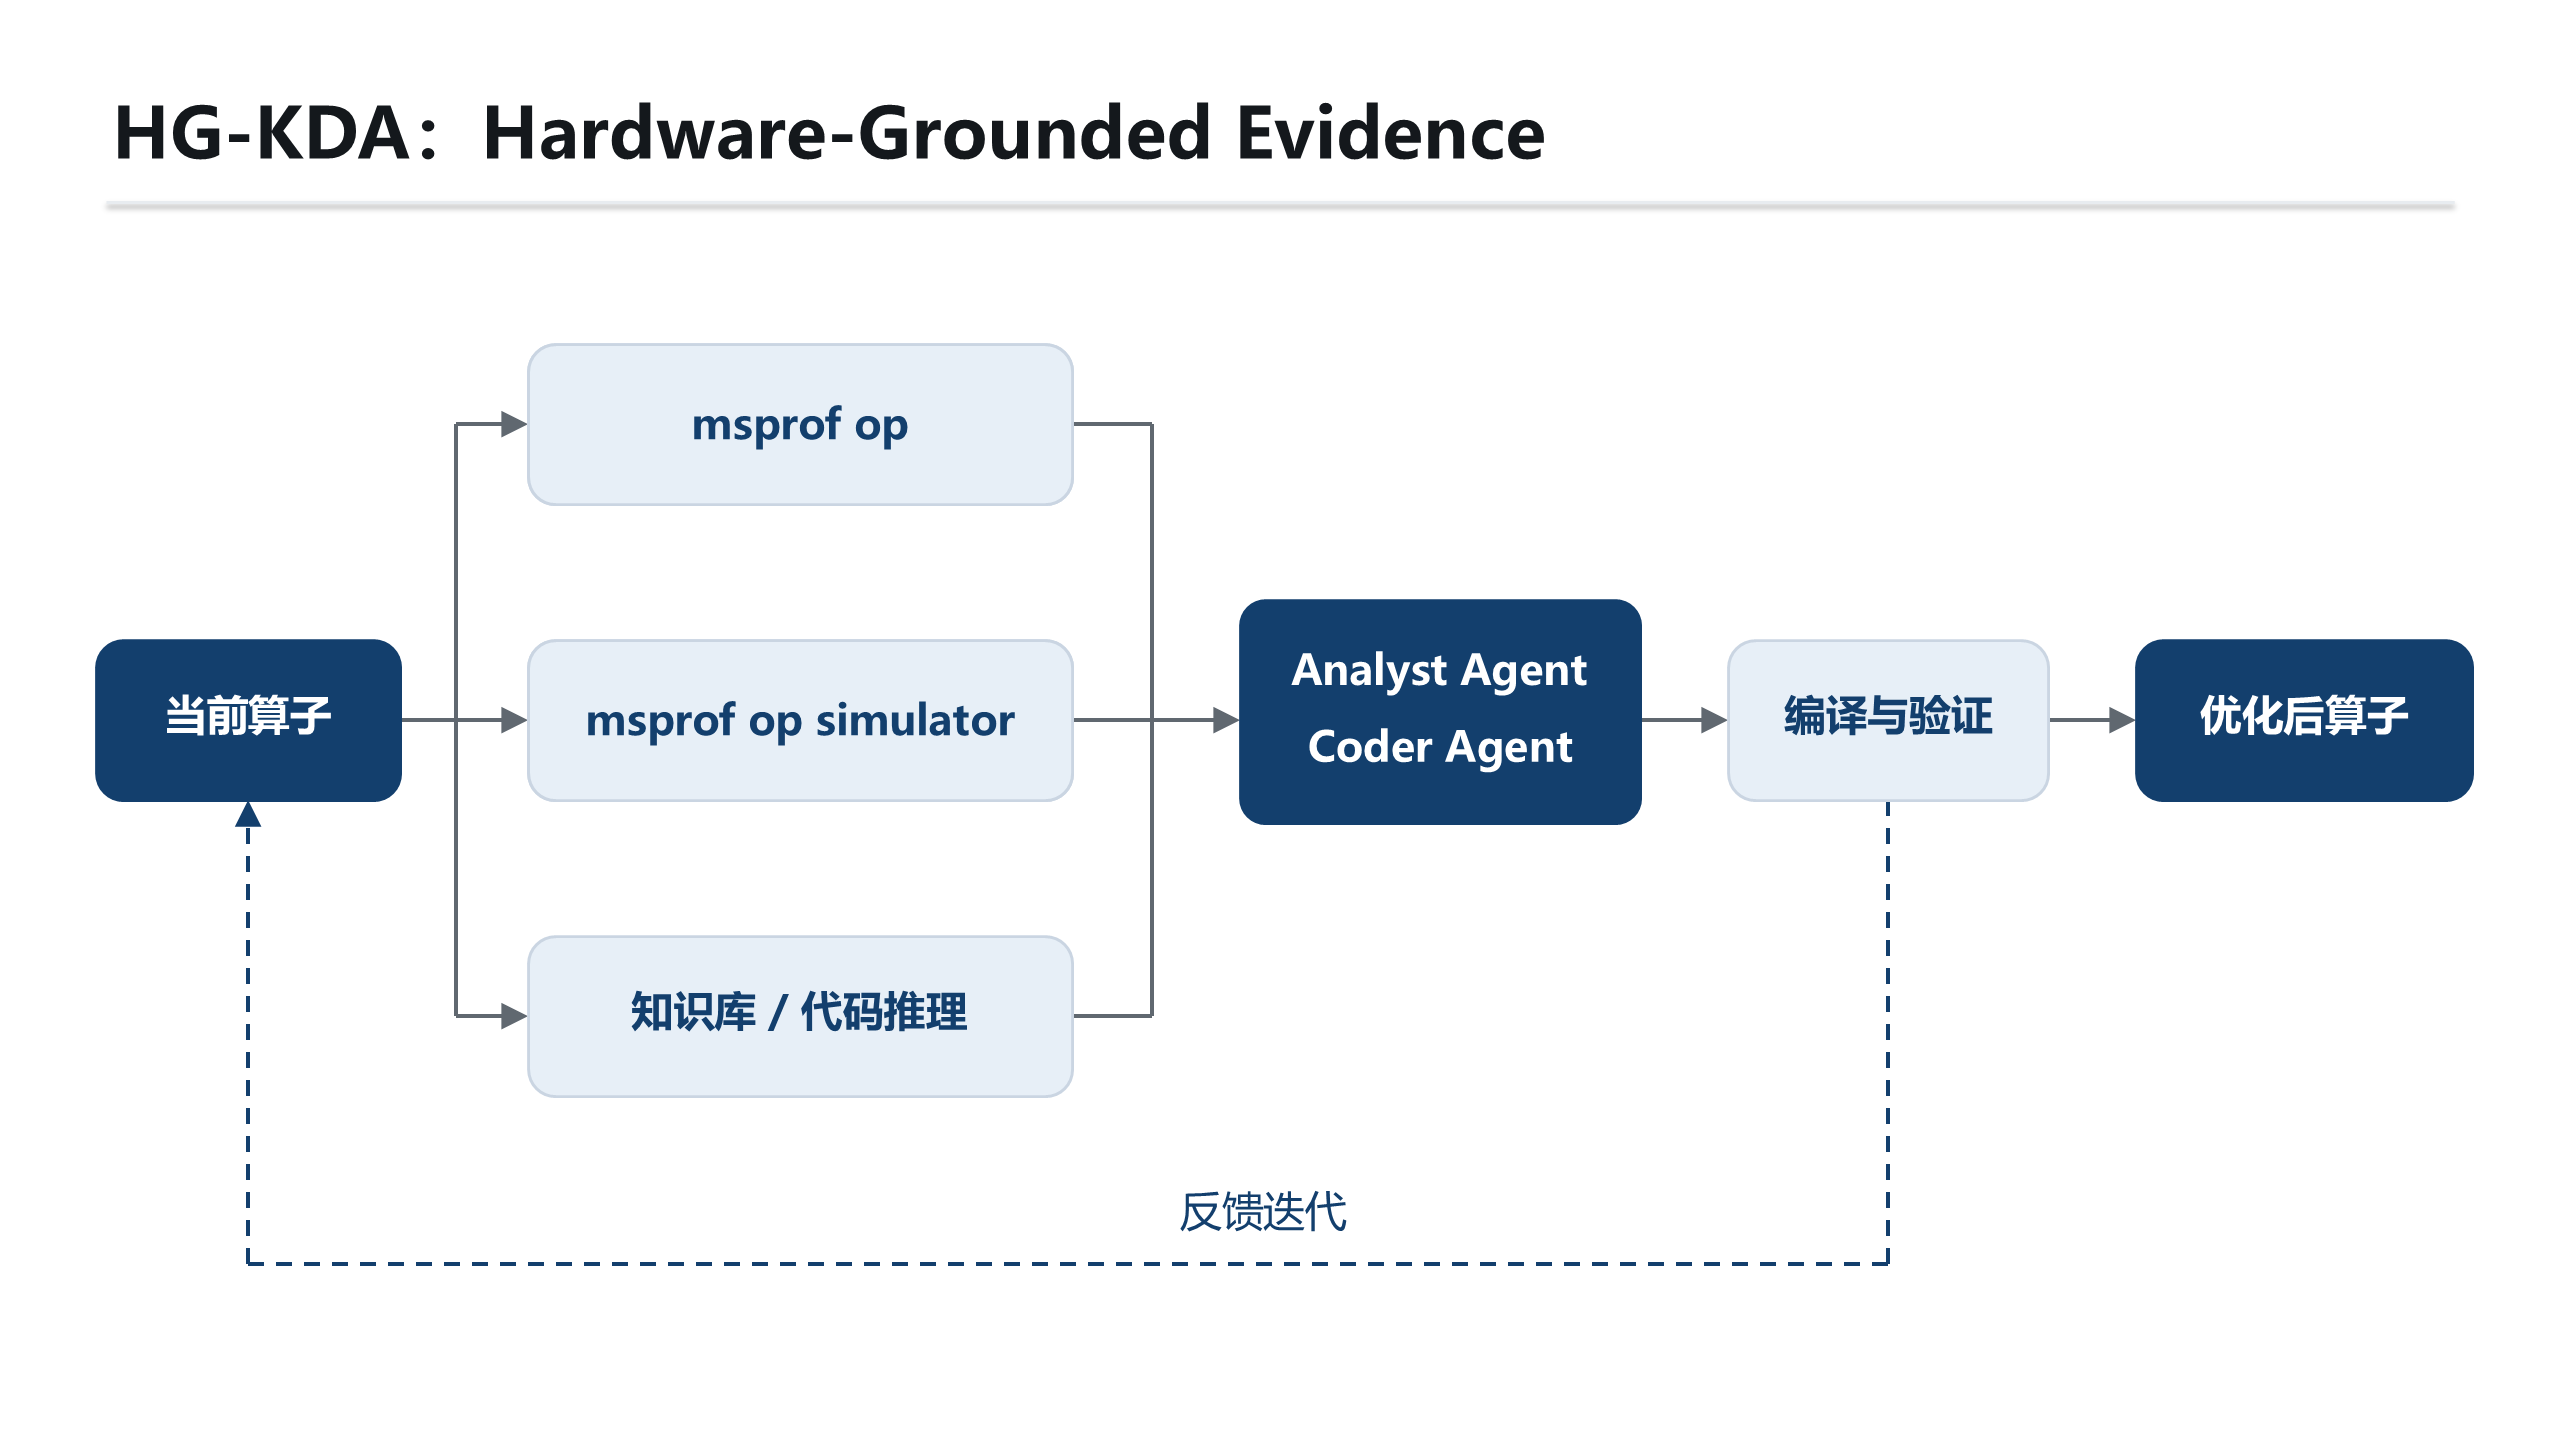 HG-KDA：Hardware-Grounded Evidence
msprof op
当前算子
msprof op simulator
Analyst Agent
Coder Agent
编译与验证
优化后算子
知识库 / 代码推理
反馈迭代